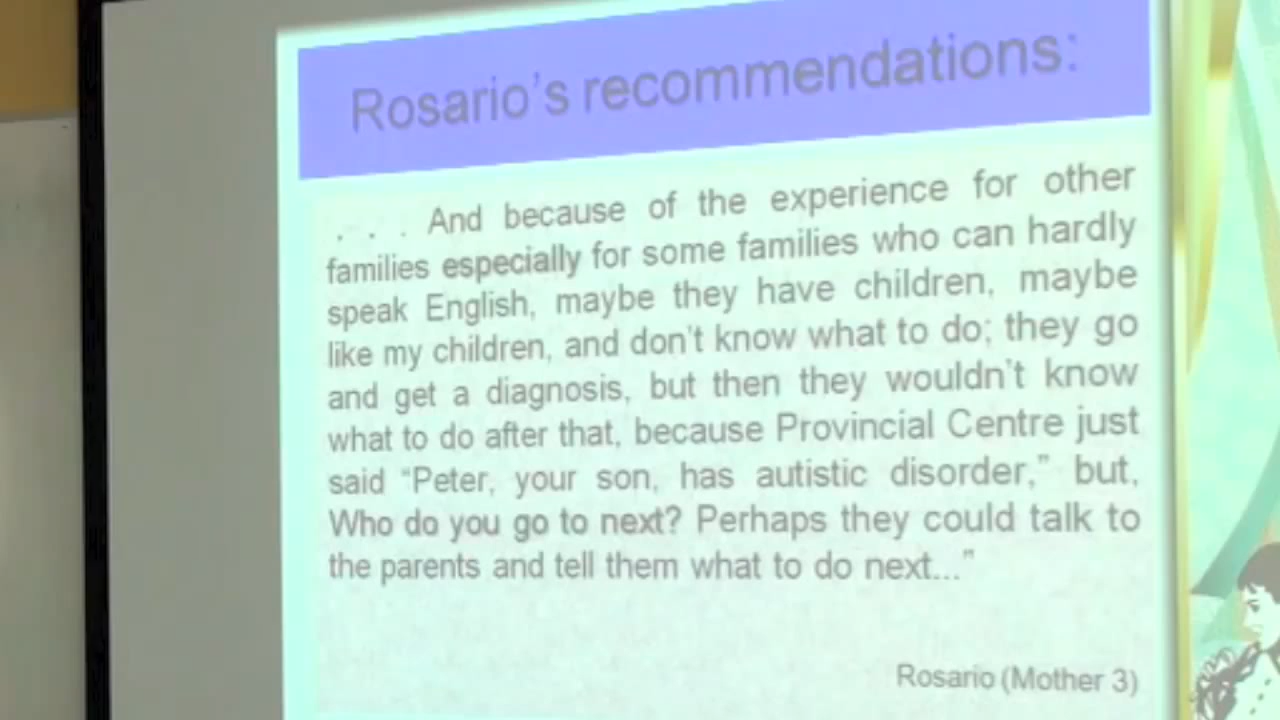 Rosario's recommendations:
. . . And because of the experience for other
families especially for some families who can hardly
speak English, maybe they have children, maybe
like my children, and don't know what to do; they go
and get a diagnosis, but then they wouldn't know
what to do after that, because Provincial Centre just
said “Peter, your son, has autistic disorder,” but,
Who do you go to next? Perhaps they could talk to
the parents and tell them what to do next...”
Rosario (Mother 3)